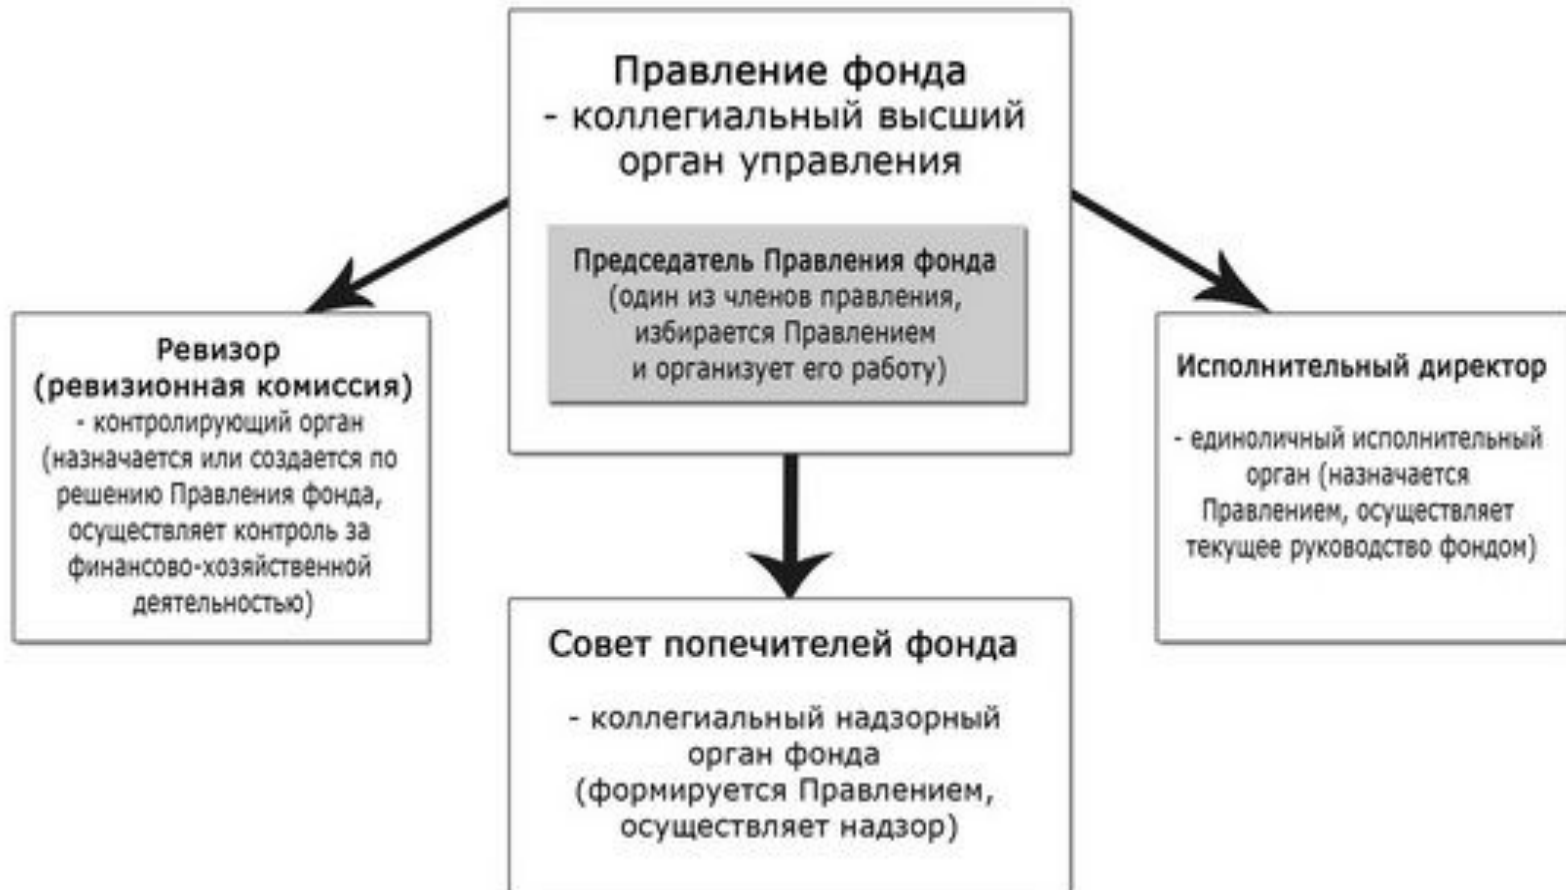 Правление фонда
- коллегиальный высший
орган управления
Председатель Правления фонда
(один из членов правления,
избирается Правлением
и организует его работу)
Ревизор
(ревизионная комиссия)
- контролирующий орган
(назначается или создается по
решению Правления фонда,
осуществляет контроль за
финансово-хозяйственной
деятельностью)
Исполнительный директор
- единоличный исполнительный
орган (назначается
Правлением, осуществляет
текущее руководство фондом)
Совет попечителей фонда
- коллегиальный надзорный
орган фонда
(формируется Правлением,
осуществляет надзор)